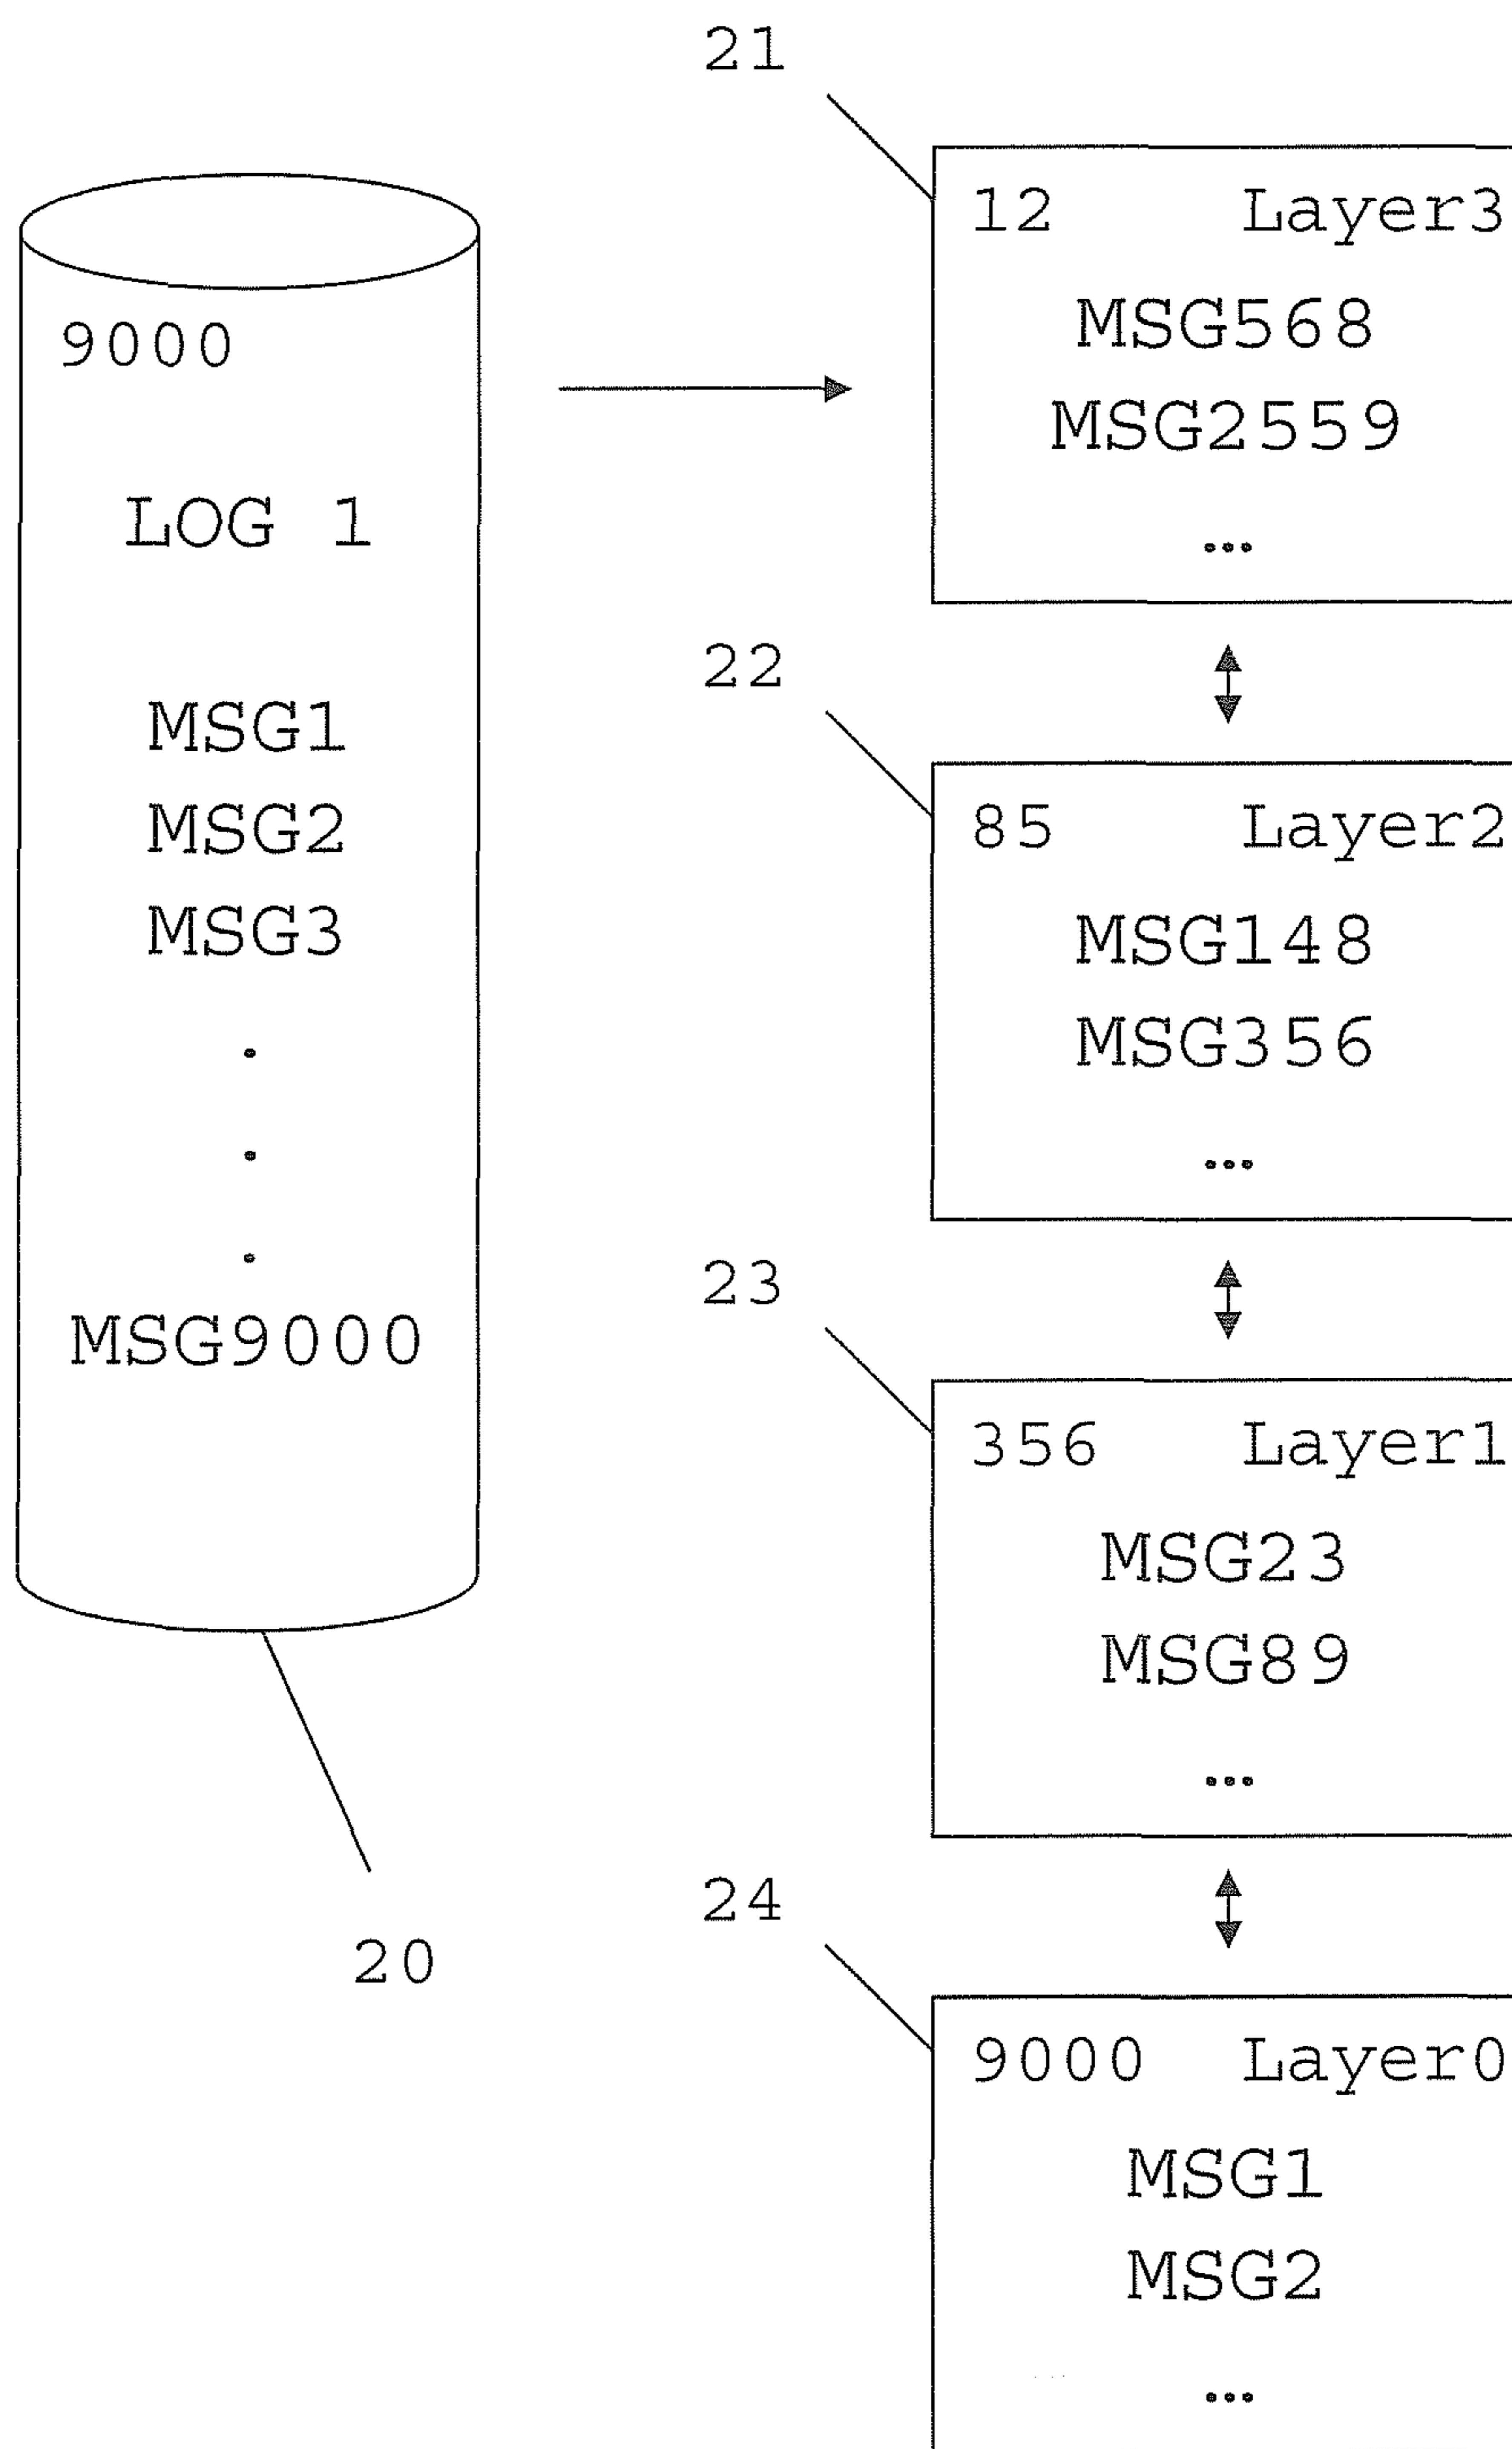 21
12 Layer3
MSG568
MSG2559
...
9000
LOG 1
MSG1
MSG2
MSG3
.
.
.
MSG9000
20
22
85 Layer2
MSG148
MSG356
...
23
356 Layer1
MSG23
MSG89
...
24
9000 Layer0
MSG1
MSG2
...